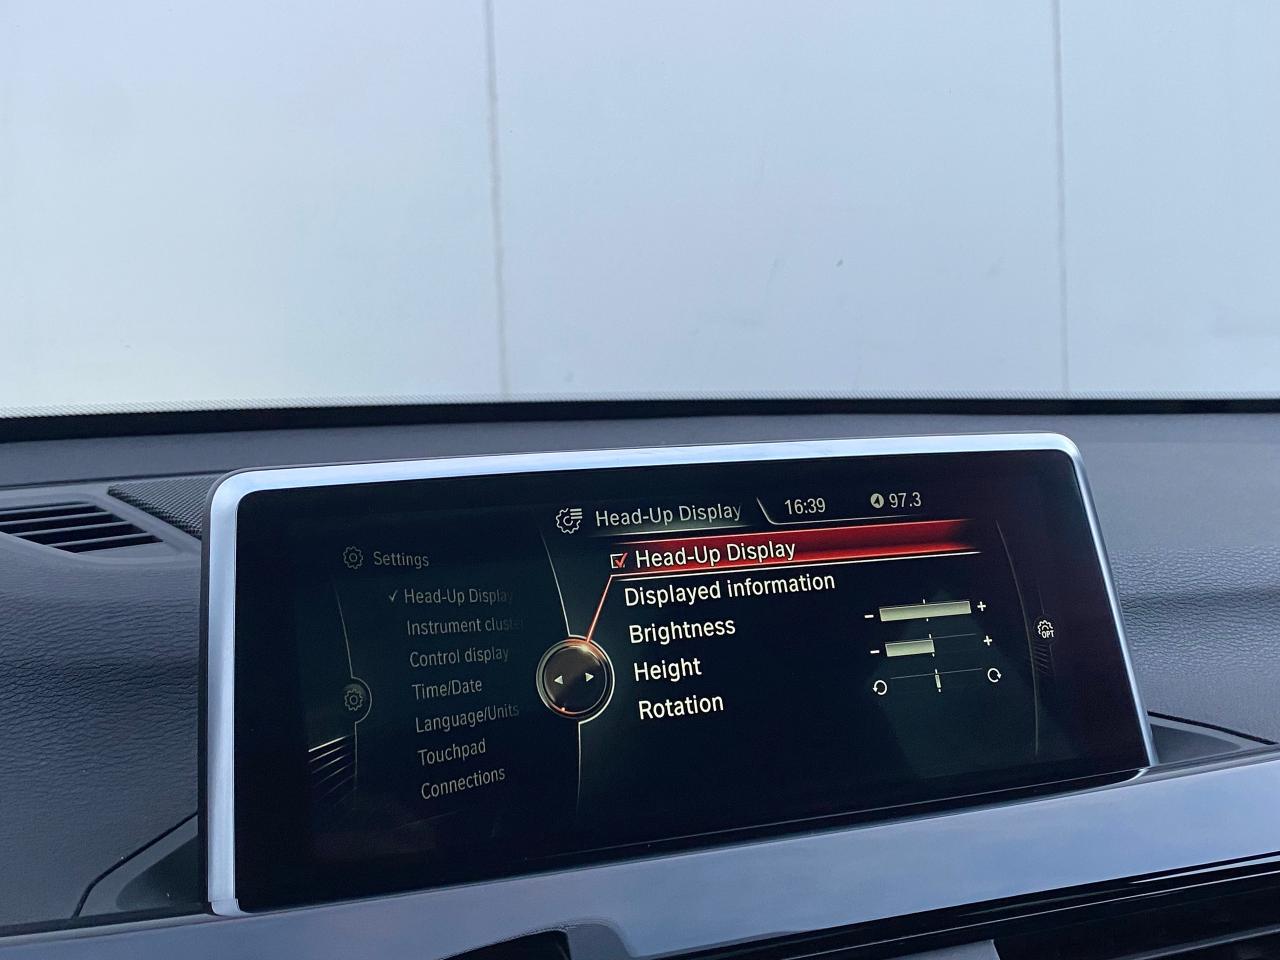 Head-Up Display 16:39 97.3
Settings
✓ Head-Up Display
Instrument cluster
Control display
Time/Date
Language/Units
Touchpad
Connections
Head-Up Display
Displayed information
Brightness - +
Height - +
Rotation
OPT